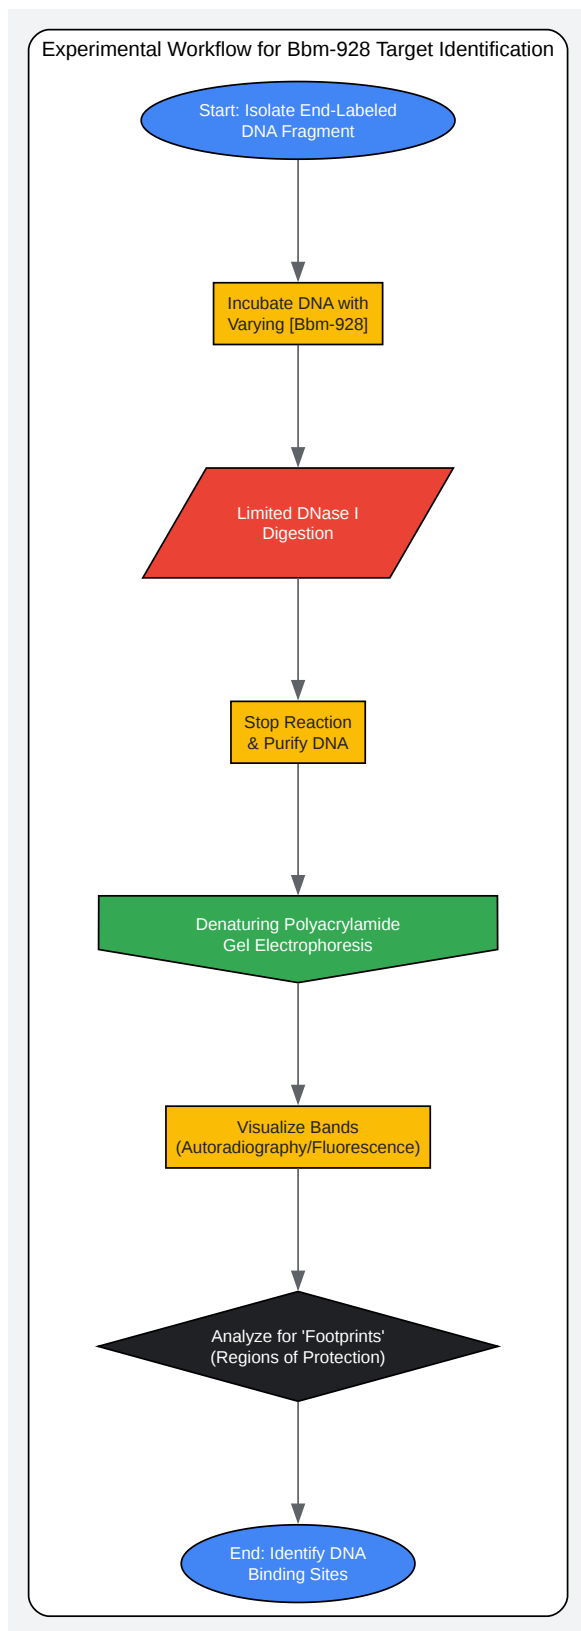 Experimental Workflow for Bbm-928 Target Identification
Start: Isolate End-Labeled
DNA Fragment
Incubate DNA with
Varying [Bbm-928]
Limited DNase I
Digestion
Stop Reaction
& Purify DNA
Denaturing Polyacrylamide
Gel Electrophoresis
Visualize Bands
(Autoradiography/Fluorescence)
Analyze for 'Footprints'
(Regions of Protection)
End: Identify DNA
Binding Sites